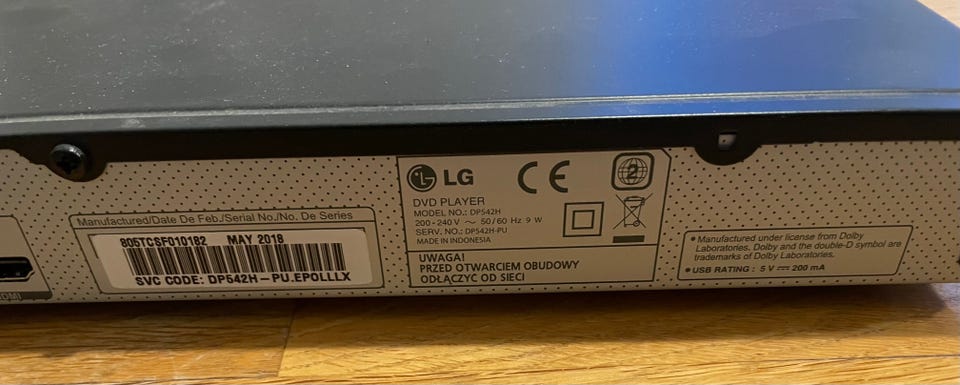 Manufactured/Date De Feb./Serial No./No. De Series
805TCSF010182 MAY 2018
SVC CODE: DP542H-PU.EPOLLLX
LG
DVD PLAYER
MODEL NO.: DP542H
200-240V ~ 50/60 Hz 9 W
SERV. NO.: DP542H-PU
MADE IN INDONESIA
CE
2
UWAGA!
PRZED OTWARCIEM OBUDOWY
ODŁĄCZYC OD SIECI
• Manufactured under license from Dolby
Laboratories. Dolby and the double-D symbol are
trademarks of Dolby Laboratories.
• USB RATING : 5 V ⎓ 200 mA